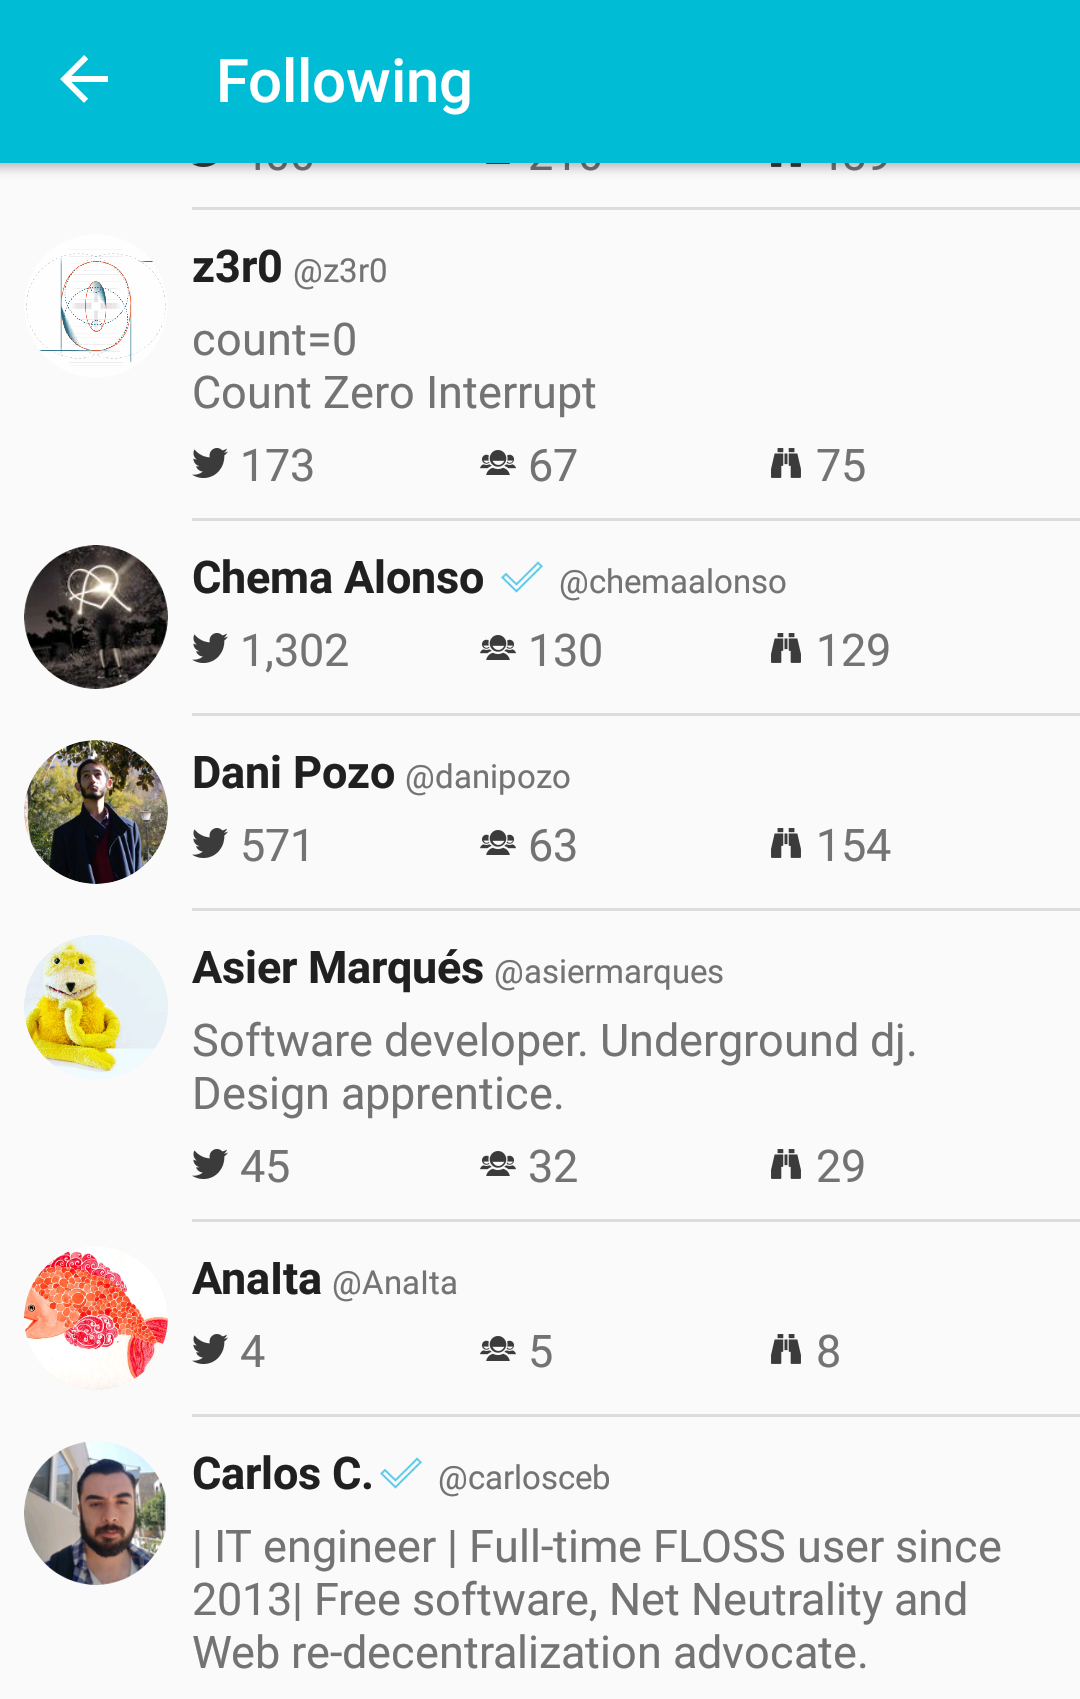 Following
z3r0 @z3r0
count=0
Count Zero Interrupt
173 67 75
Chema Alonso @chemaalonso
1,302 130 129
Dani Pozo @danipozo
571 63 154
Asier Marqués @asiermarques
Software developer. Underground dj.
Design apprentice.
45 32 29
Analta @Analta
4 5 8
Carlos C. @carlosceb
| IT engineer | Full-time FLOSS user since
2013| Free software, Net Neutrality and
Web re-decentralization advocate.